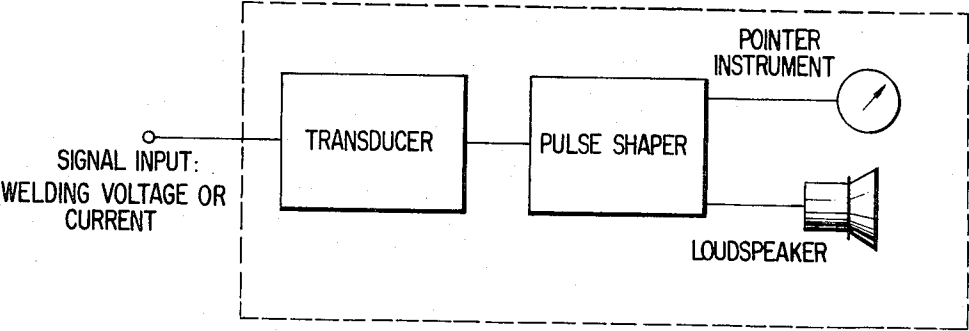 POINTER
INSTRUMENT
TRANSDUCER
PULSE SHAPER
SIGNAL INPUT:
WELDING VOLTAGE OR
CURRENT
LOUDSPEAKER